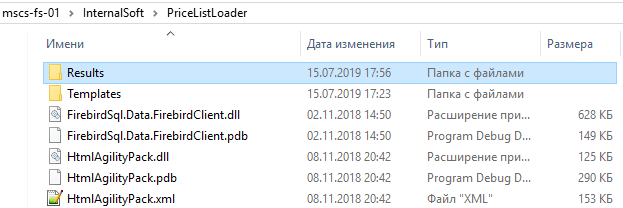 mscs-fs-01 > InternalSoft > PriceListLoader
Имени Дата изменения Тип Размера
Results 15.07.2019 17:56 Папка с файлами
Templates 15.07.2019 17:23 Папка с файлами
FirebirdSql.Data.FirebirdClient.dll 02.11.2018 14:50 Расширение при... 628 КБ
FirebirdSql.Data.FirebirdClient.pdb 02.11.2018 14:50 Program Debug D... 149 КБ
HtmlAgilityPack.dll 08.11.2018 20:42 Расширение при... 125 КБ
HtmlAgilityPack.pdb 08.11.2018 20:42 Program Debug D... 290 КБ
HtmlAgilityPack.xml 08.11.2018 20:42 Файл "XML" 153 КБ